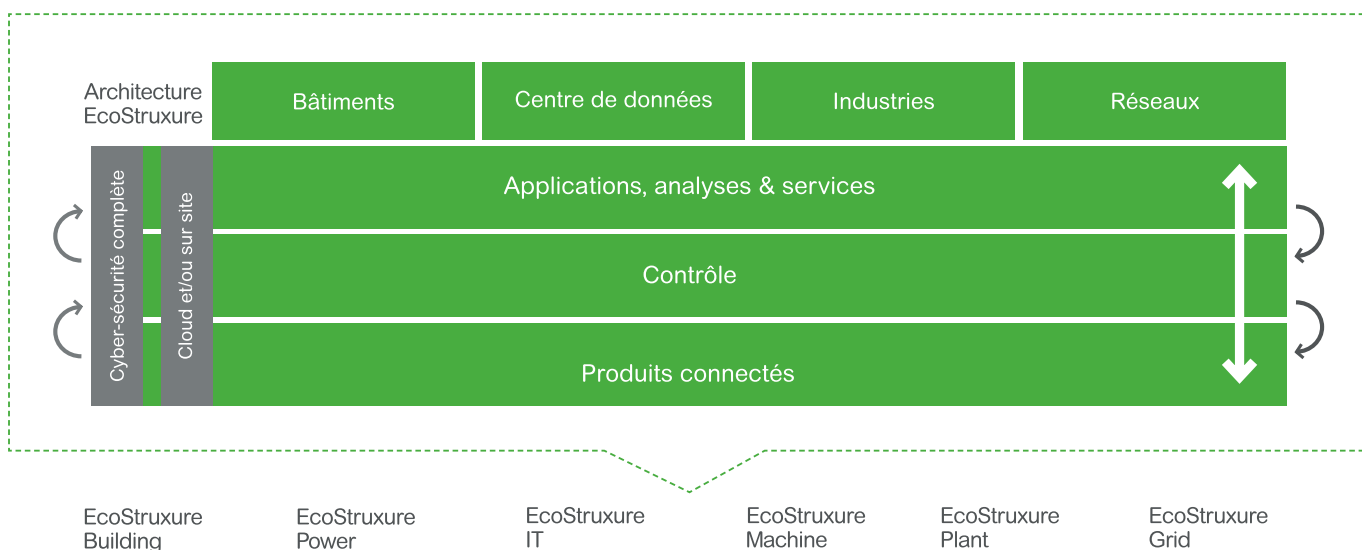 Architecture
EcoStruxure
Bâtiments
Centre de données
Industries
Réseaux
Cyber-sécurité complète
Cloud et/ou sur site
Applications, analyses & services
Contrôle
Produits connectés
EcoStruxure
Building
EcoStruxure
Power
EcoStruxure
IT
EcoStruxure
Machine
EcoStruxure
Plant
EcoStruxure
Grid